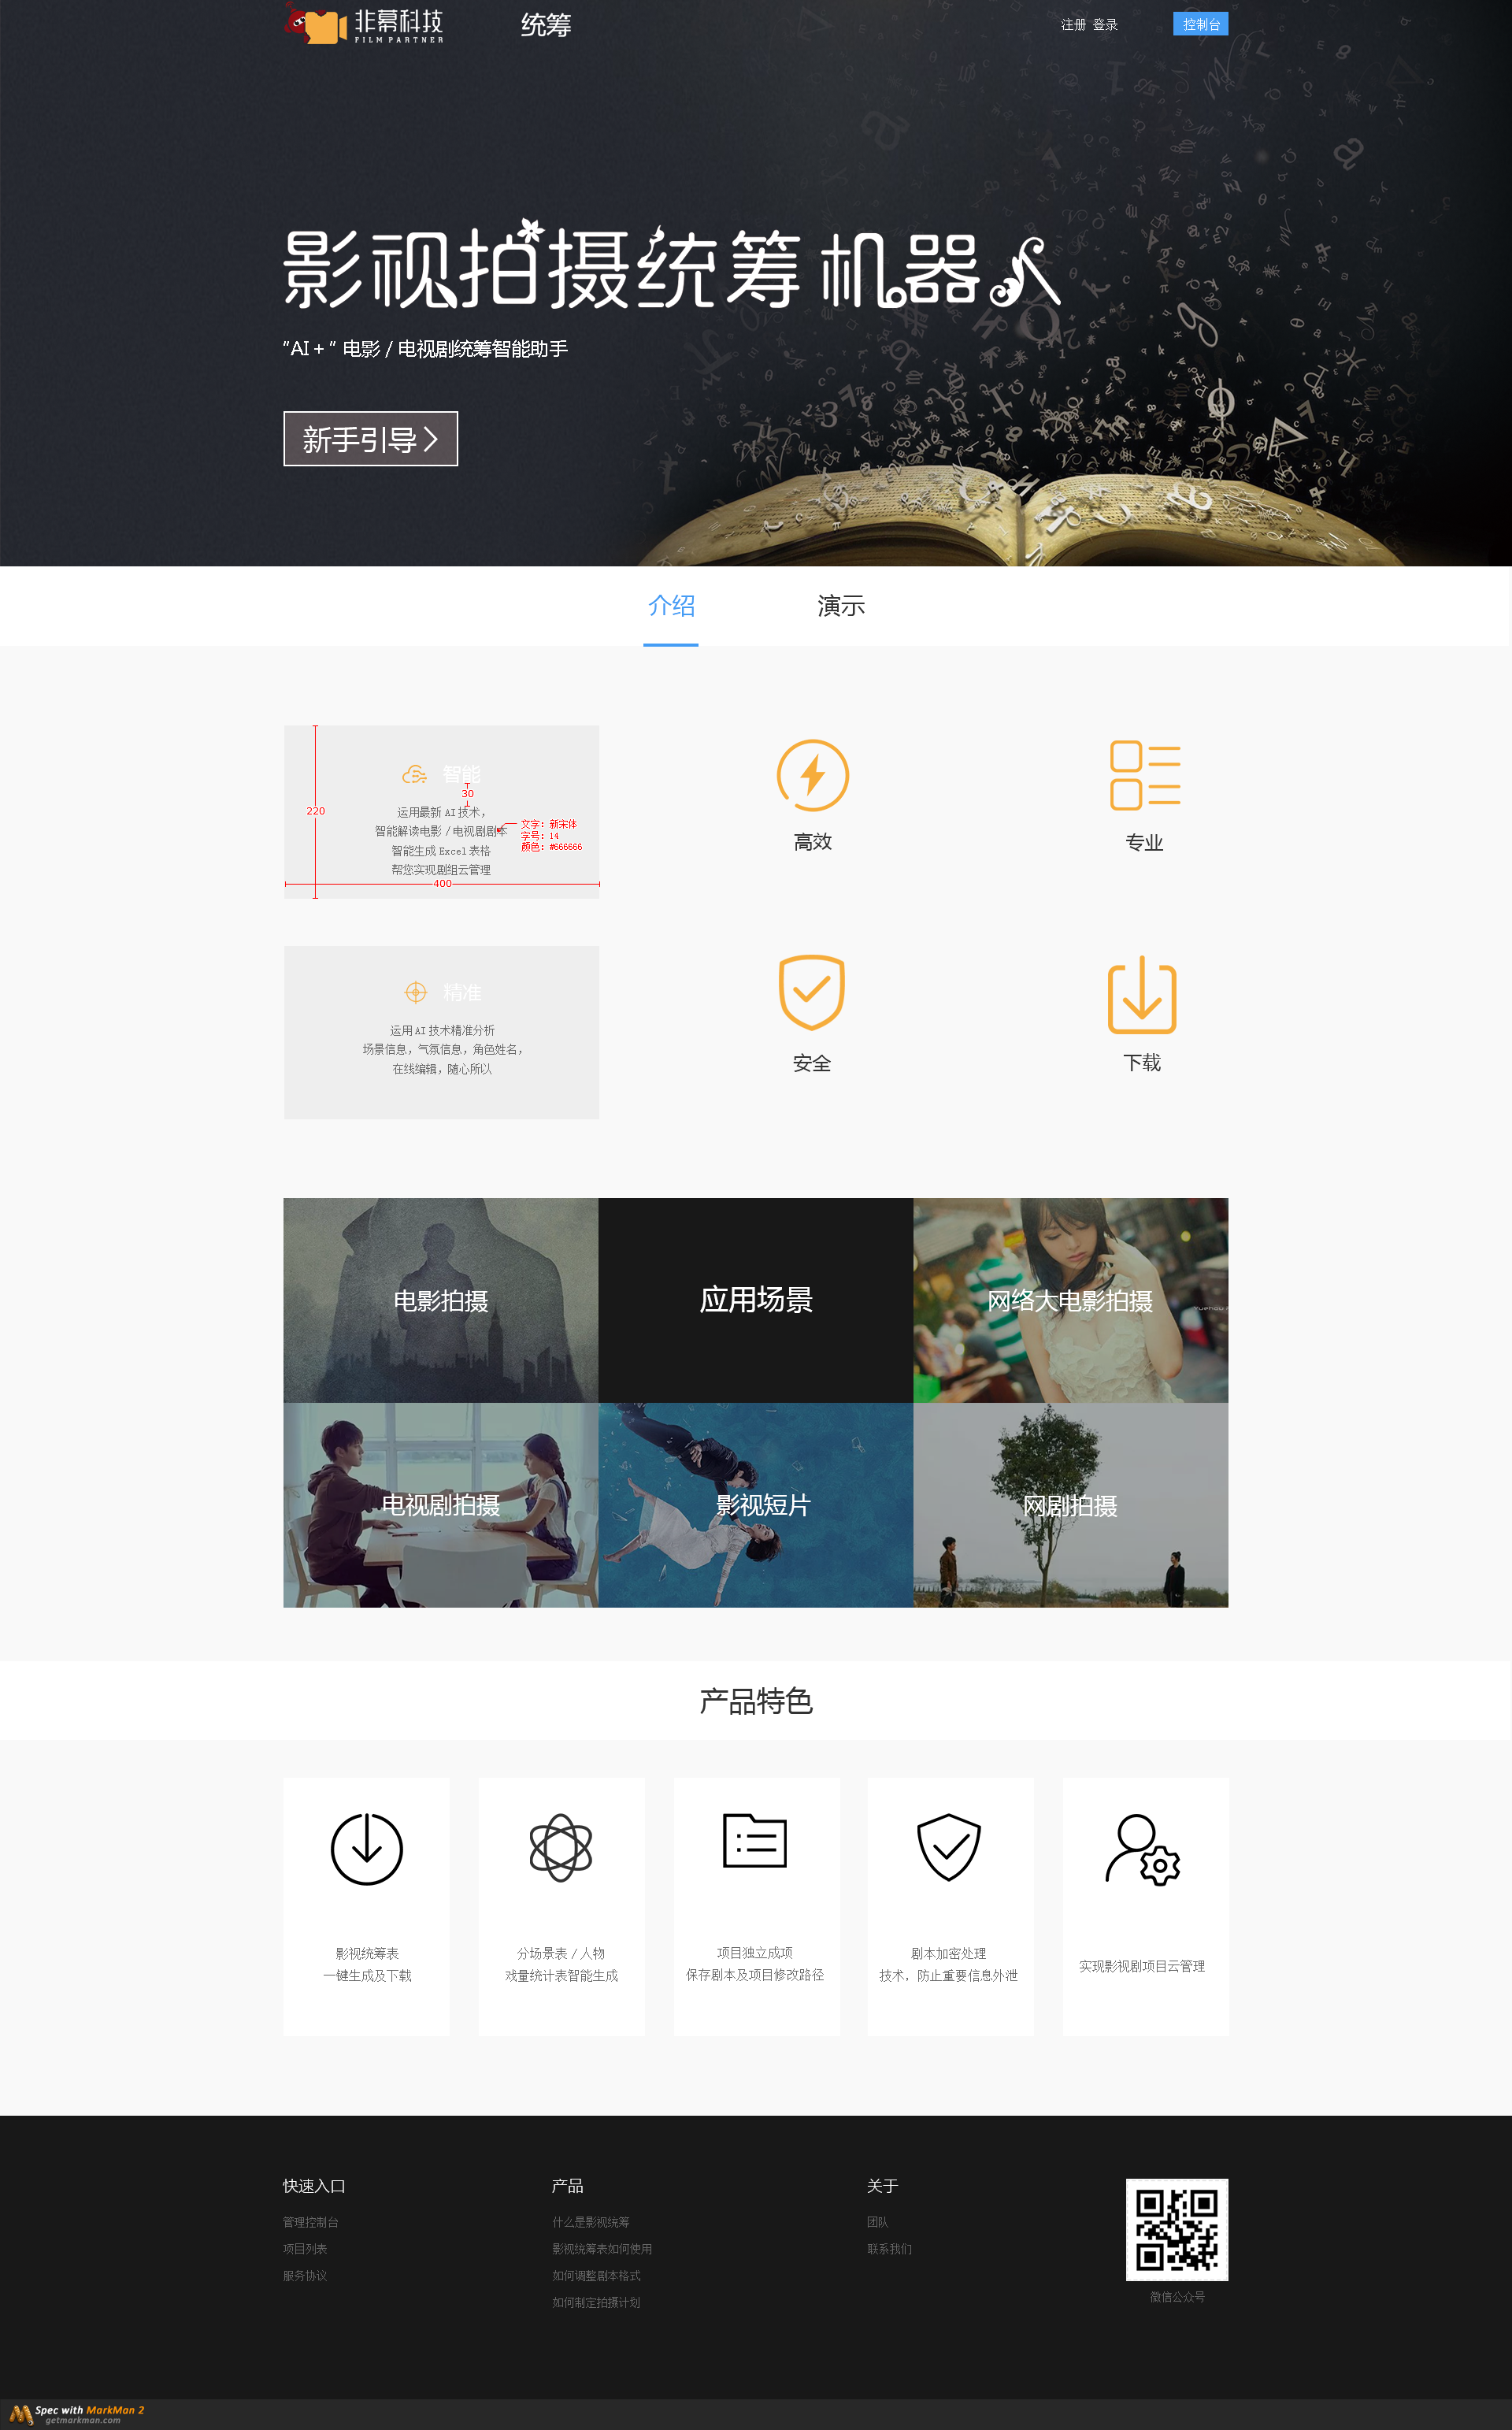 非幕科技
FILM PARTNER
统筹
注册 登录
控制台
影视拍摄统筹机器人
“AI + ” 电影 / 电视剧统筹智能助手
新手引导
介绍
演示
智能
30
220
运用最新 AI 技术，
智能解读电影 / 电视剧剧本
智能生成 Excel 表格
帮您实现剧组云管理
文字：新宋体
字号：14
颜色：#666666
400
高效
专业
精准
运用 AI 技术精准分析
场景信息，气氛信息，角色姓名，
在线编辑，随心所以
安全
下载
电影拍摄
应用场景
网络大电影拍摄
电视剧拍摄
影视短片
网剧拍摄
产品特色
影视统筹表
一键生成及下载
分场景表 / 人物
戏量统计表智能生成
项目独立成项
保存剧本及项目修改路径
剧本加密处理
技术，防止重要信息外泄
实现影视剧项目云管理
快速入口
管理控制台
项目列表
服务协议
产品
什么是影视统筹
影视统筹表如何使用
如何调整剧本格式
如何制定拍摄计划
关于
团队
联系我们
微信公众号
Spec with MarkMan 2
getmarkman.com